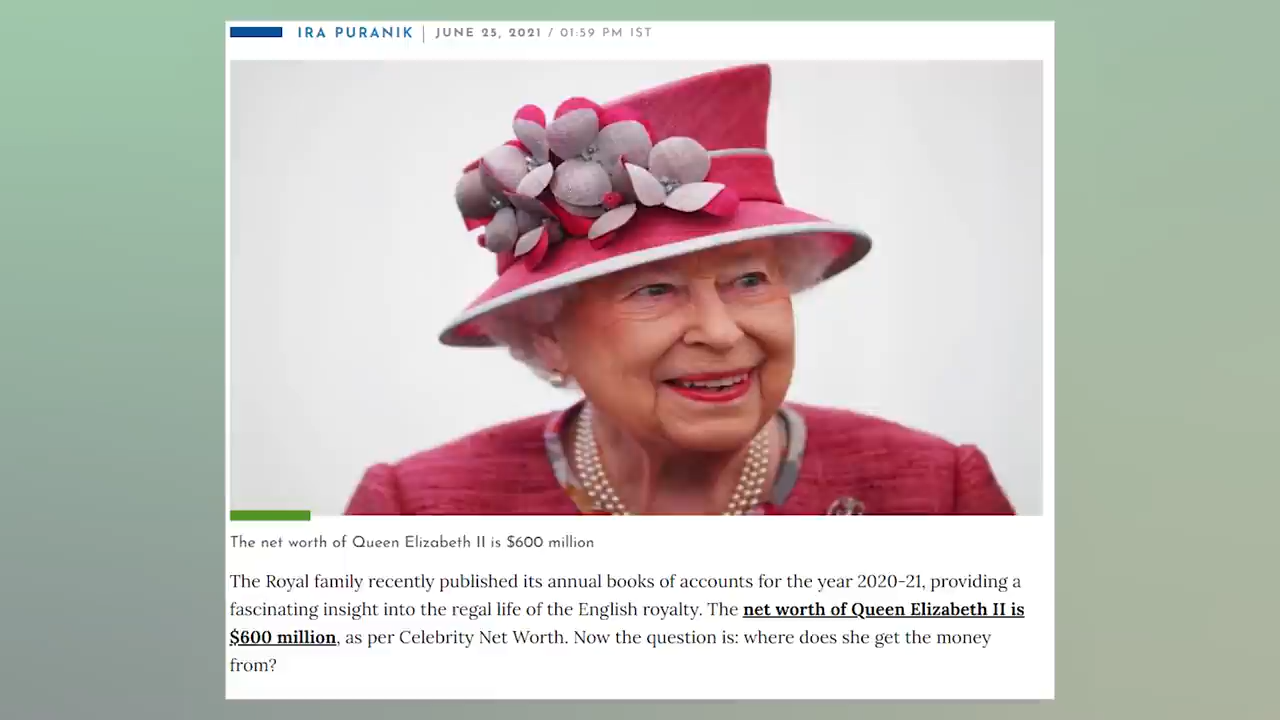 IRA PURANIK | JUNE 25, 2021 / 01:59 PM IST
The net worth of Queen Elizabeth II is $600 million
The Royal family recently published its annual books of accounts for the year 2020-21, providing a
fascinating insight into the regal life of the English royalty. The net worth of Queen Elizabeth II is
$600 million, as per Celebrity Net Worth. Now the question is: where does she get the money
from?